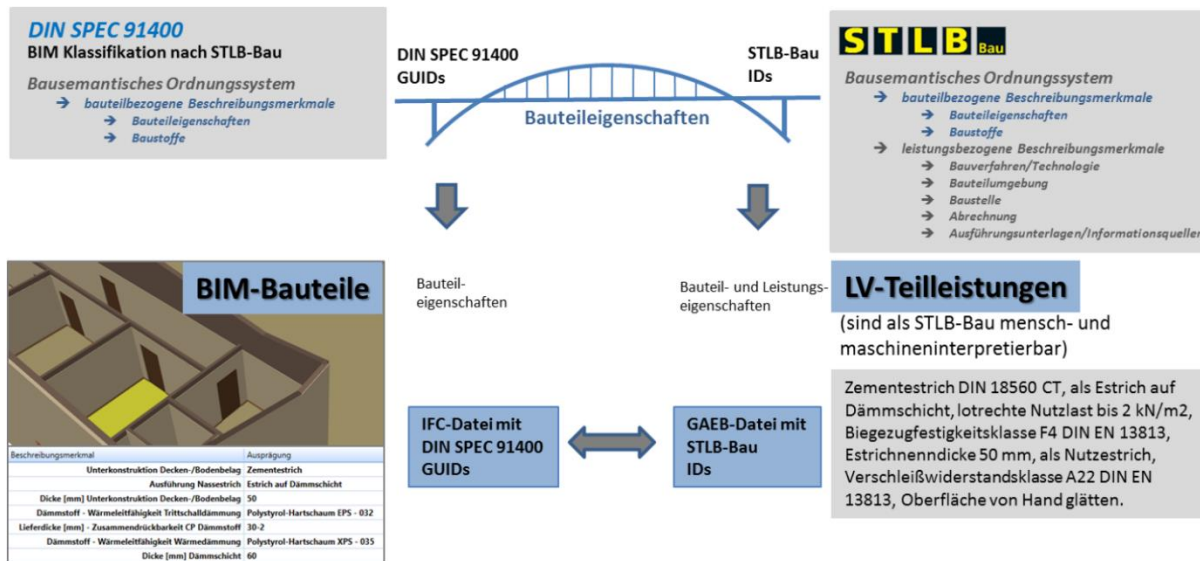 DIN SPEC 91400
BIM Klassifikation nach STLB-Bau
Bausemantisches Ordnungssystem
→ bauteilbezogene Beschreibungsmerkmale
→ Bauteileigenschaften
→ Baustoffe
DIN SPEC 91400
GUIDs
STLB-Bau
IDs
Bauteileigenschaften
STLB Bau
Bausemantisches Ordnungssystem
→ bauteilbezogene Beschreibungsmerkmale
→ Bauteileigenschaften
→ Baustoffe
→ leistungsbezogene Beschreibungsmerkmale
→ Bauverfahren/Technologie
→ Bauteilumgebung
→ Baustelle
→ Abrechnung
→ Ausführungsunterlagen/Informationsquellen
BIM-Bauteile
Bauteil-
eigenschaften
Bauteil- und Leistungs-
eigenschaften
LV-Teilleistungen
(sind als STLB-Bau mensch- und
maschineninterpretierbar)
IFC-Datei mit
DIN SPEC 91400
GUIDs
GAEB-Datei mit
STLB-Bau
IDs
Zementestrich DIN 18560 CT, als Estrich auf
Dämmschicht, lotrechte Nutzlast bis 2 kN/m2,
Biegezugfestigkeitsklasse F4 DIN EN 13813,
Estrichnenndicke 50 mm, als Nutzestrich,
Verschleißwiderstandsklasse A22 DIN EN
13813, Oberfläche von Hand glätten.
Beschreibungsmerkmal Ausprägung
Unterkonstruktion Decken-/Bodenbelag Zementestrich
Ausführung Nassestrich Estrich auf Dämmschicht
Dicke [mm] Unterkonstruktion Decken-/Bodenbelag 50
Dämmstoff - Wärmeleitfähigkeit Trittschalldämmung Polystyrol-Hartschaum EPS - 032
Lieferdicke [mm] - Zusammendrückbarkeit CP Dämmstoff 30-2
Dämmstoff - Wärmeleitfähigkeit Wärmedämmung Polystyrol-Hartschaum XPS - 035
Dicke [mm] Dämmschicht 60